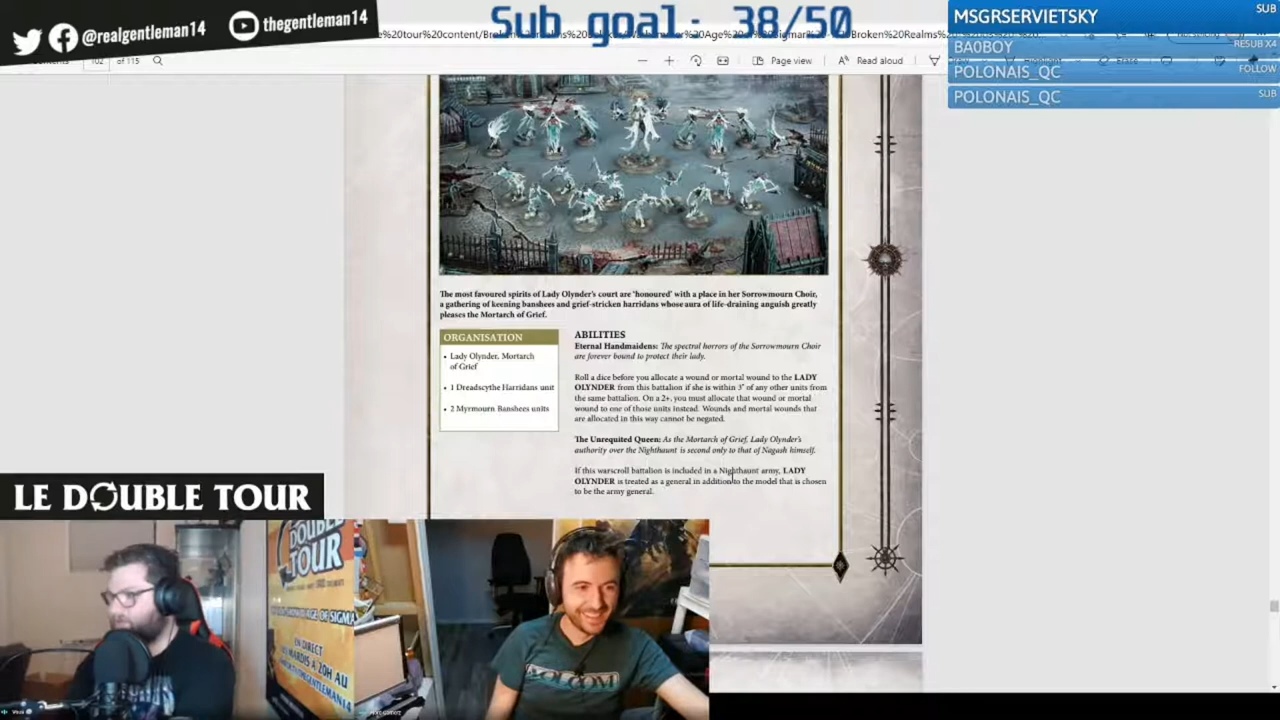 Sub goal: 38/50
@realgentleman14
thegentleman14
MSGRSERVIETSKY
SUB
BA0BOY
RESUB X4
POLONAIS_QC
FOLLOW
POLONAIS_QC
SUB
102 of 115
Page view
Read aloud
The most favoured spirits of Lady Olynder's court are 'honoured' with a place in her Sorrowmourn Choir,
a gathering of keening banshees and grief-stricken harridans whose aura of life-draining anguish greatly
pleases the Mortarch of Grief.
ORGANISATION
• Lady Olynder, Mortarch
of Grief
• 1 Dreadscythe Harridans unit
• 2 Myrmourn Banshees units
ABILITIES
Eternal Handmaidens: The spectral horrors of the Sorrowmourn Choir
are forever bound to protect their lady.
Roll a dice before you allocate a wound or mortal wound to the LADY
OLYNDER from this battalion if she is within 3" of any other units from
the same battalion. On a 2+, you must allocate that wound or mortal
wound to one of those units instead. Wounds and mortal wounds that
are allocated in this way cannot be negated.
The Unrequited Queen: As the Mortarch of Grief, Lady Olynder's
authority over the Nighthaunt is second only to that of Nagash himself.
If this warscroll battalion is included in a Nighthaunt army, LADY
OLYNDER is treated as a general in addition to the model that is chosen
to be the army general.
LE DOUBLE TOUR
DOUBLE
TOUR
EN DIRECT